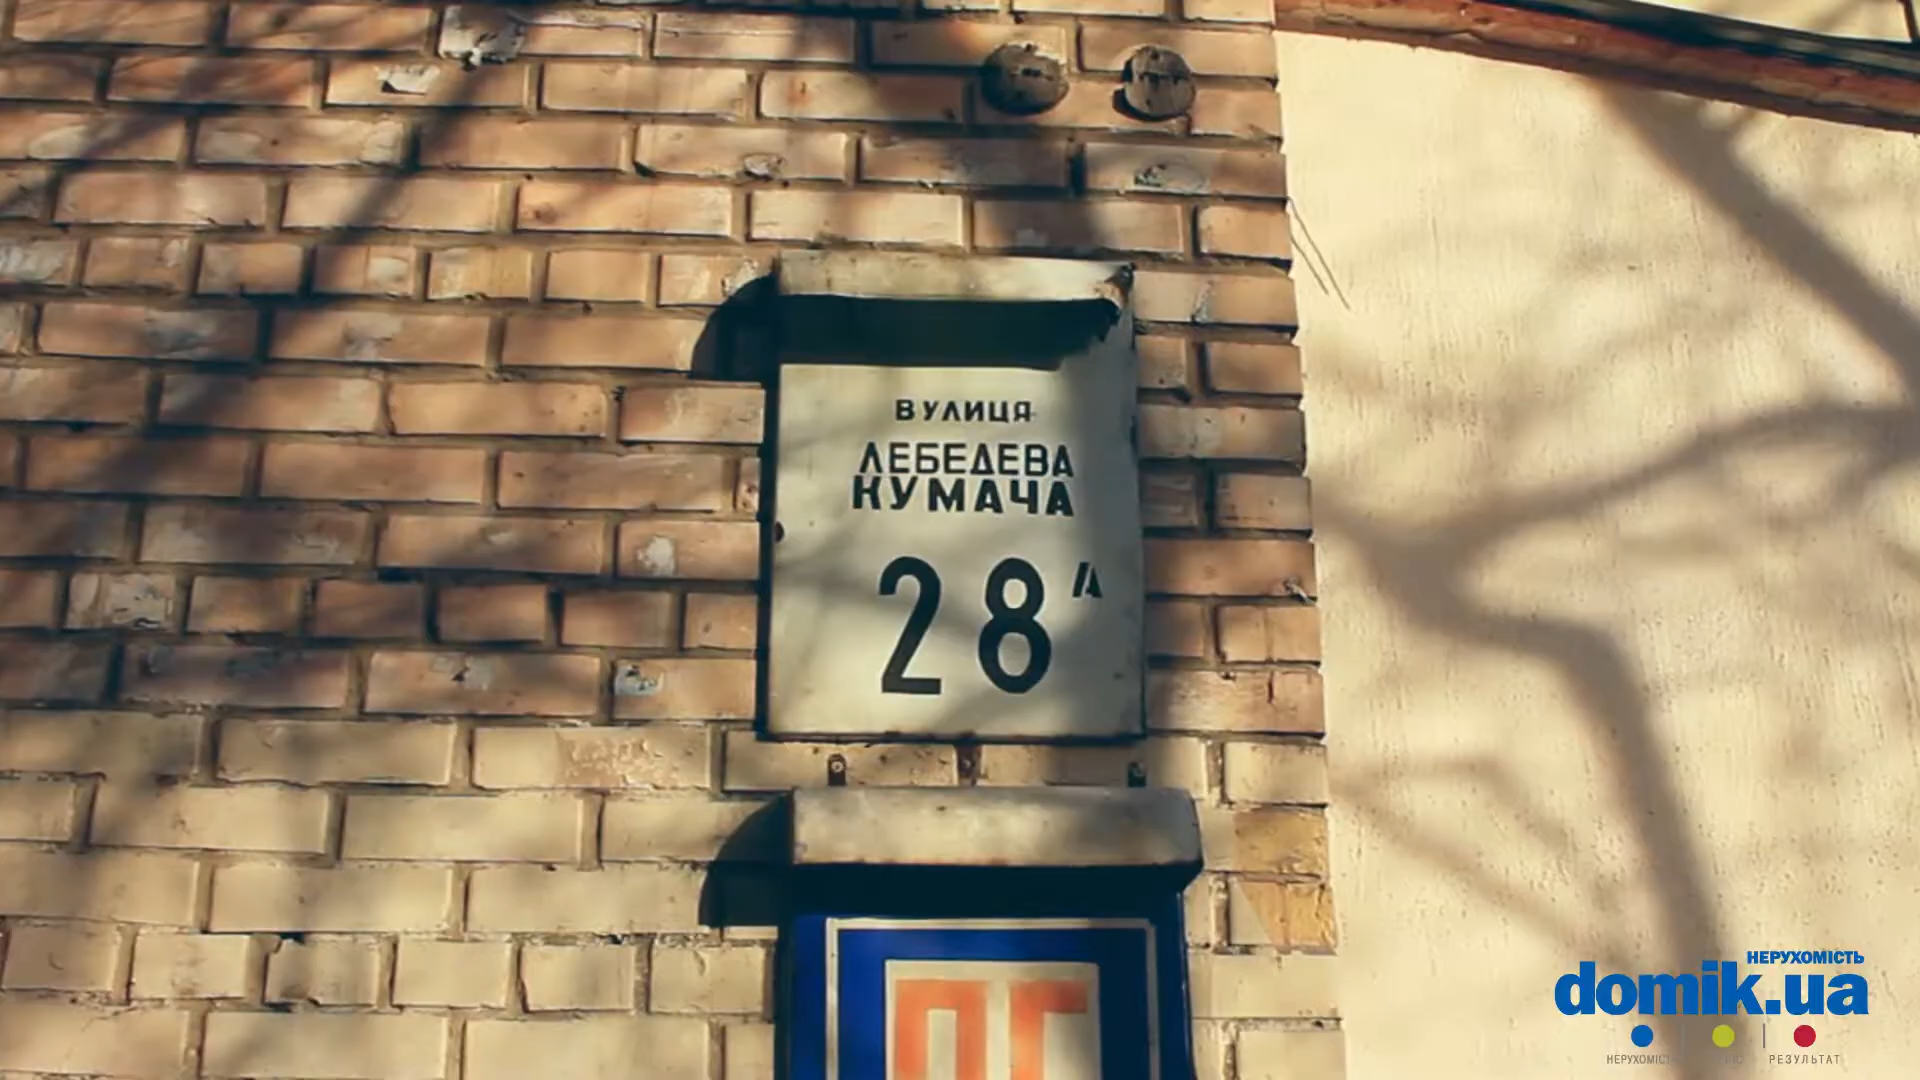 ВУЛИЦЯ
ЛЕБЕДЕВА
КУМАЧА
28А
ПГ
НЕРУХОМІСТЬ
domik.ua
РЕЗУЛЬТАТ